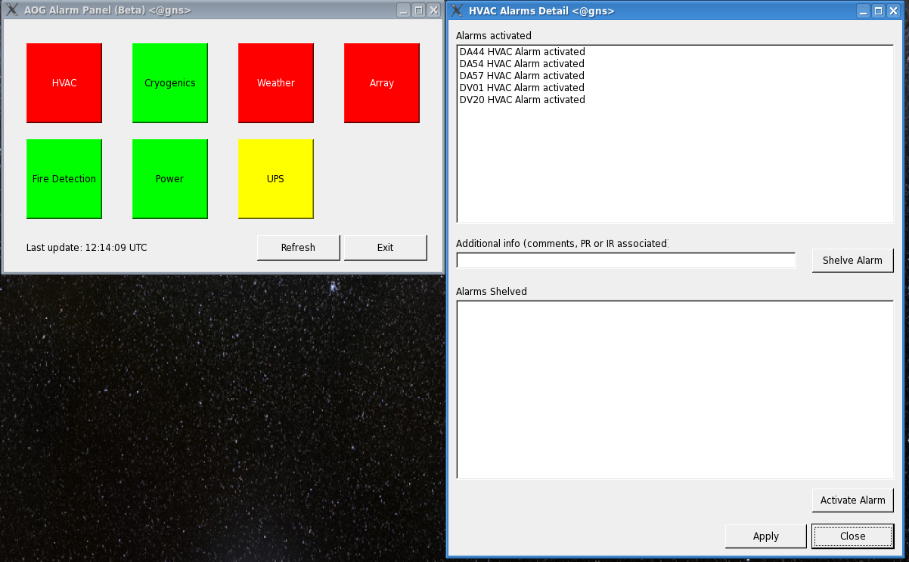 AOG Alarm Panel (Beta) <@gns>
HVAC
Cryogenics
Weather
Array
Fire Detection
Power
UPS
Last update: 12:14:09 UTC
Refresh
Exit
HVAC Alarms Detail <@gns>
Alarms activated
DA44 HVAC Alarm activated
DA54 HVAC Alarm activated
DA57 HVAC Alarm activated
DV01 HVAC Alarm activated
DV20 HVAC Alarm activated
Additional info (comments, PR or IR associated
Shelve Alarm
Alarms Shelved
Activate Alarm
Apply
Close